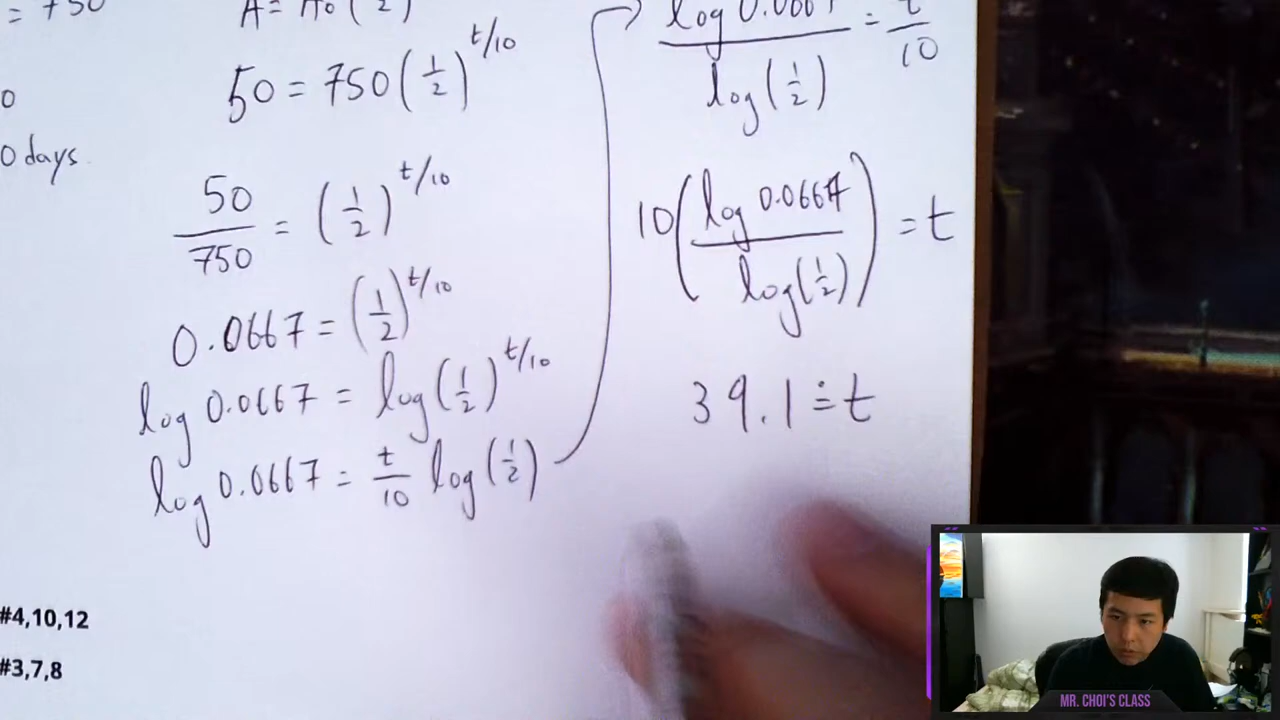 = 750
0
0 days.
A = A₀(½)
50 = 750(½)^(t/10)
50/750 = (½)^(t/10)
0.0667 = (½)^(t/10)
log 0.0667 = log(½)^(t/10)
log 0.0667 = t/10 log(½)
log 0.0667/log(½) = t/10
10(log 0.0667/log(½)) = t
39.1 ≐ t
#4,10,12
#3,7,8
MR. CHOI'S CLASS